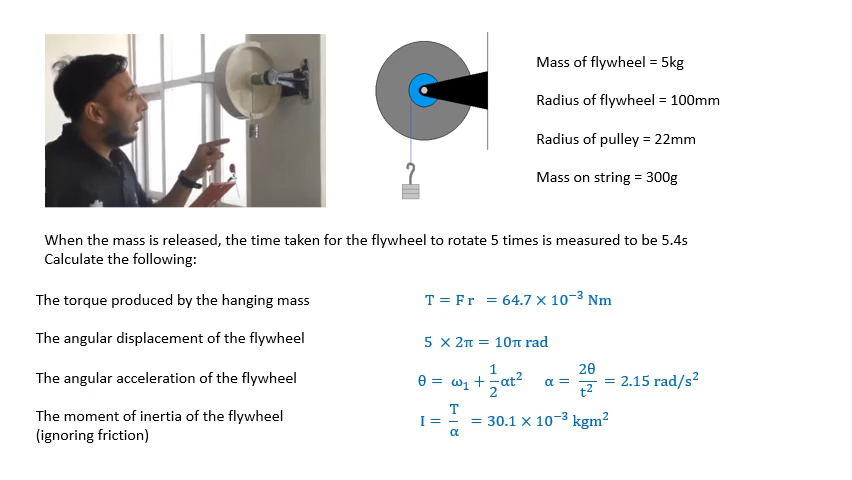 Mass of flywheel = 5kg
Radius of flywheel = 100mm
Radius of pulley = 22mm
Mass on string = 300g
When the mass is released, the time taken for the flywheel to rotate 5 times is measured to be 5.4s
Calculate the following:
The torque produced by the hanging mass
T = F r = 64.7 × 10⁻³ Nm
The angular displacement of the flywheel
5 × 2π = 10π rad
The angular acceleration of the flywheel
θ = ω₁ + 1/2 αt² α = 2θ/t² = 2.15 rad/s²
The moment of inertia of the flywheel
(ignoring friction)
I = T/α = 30.1 × 10⁻³ kgm²